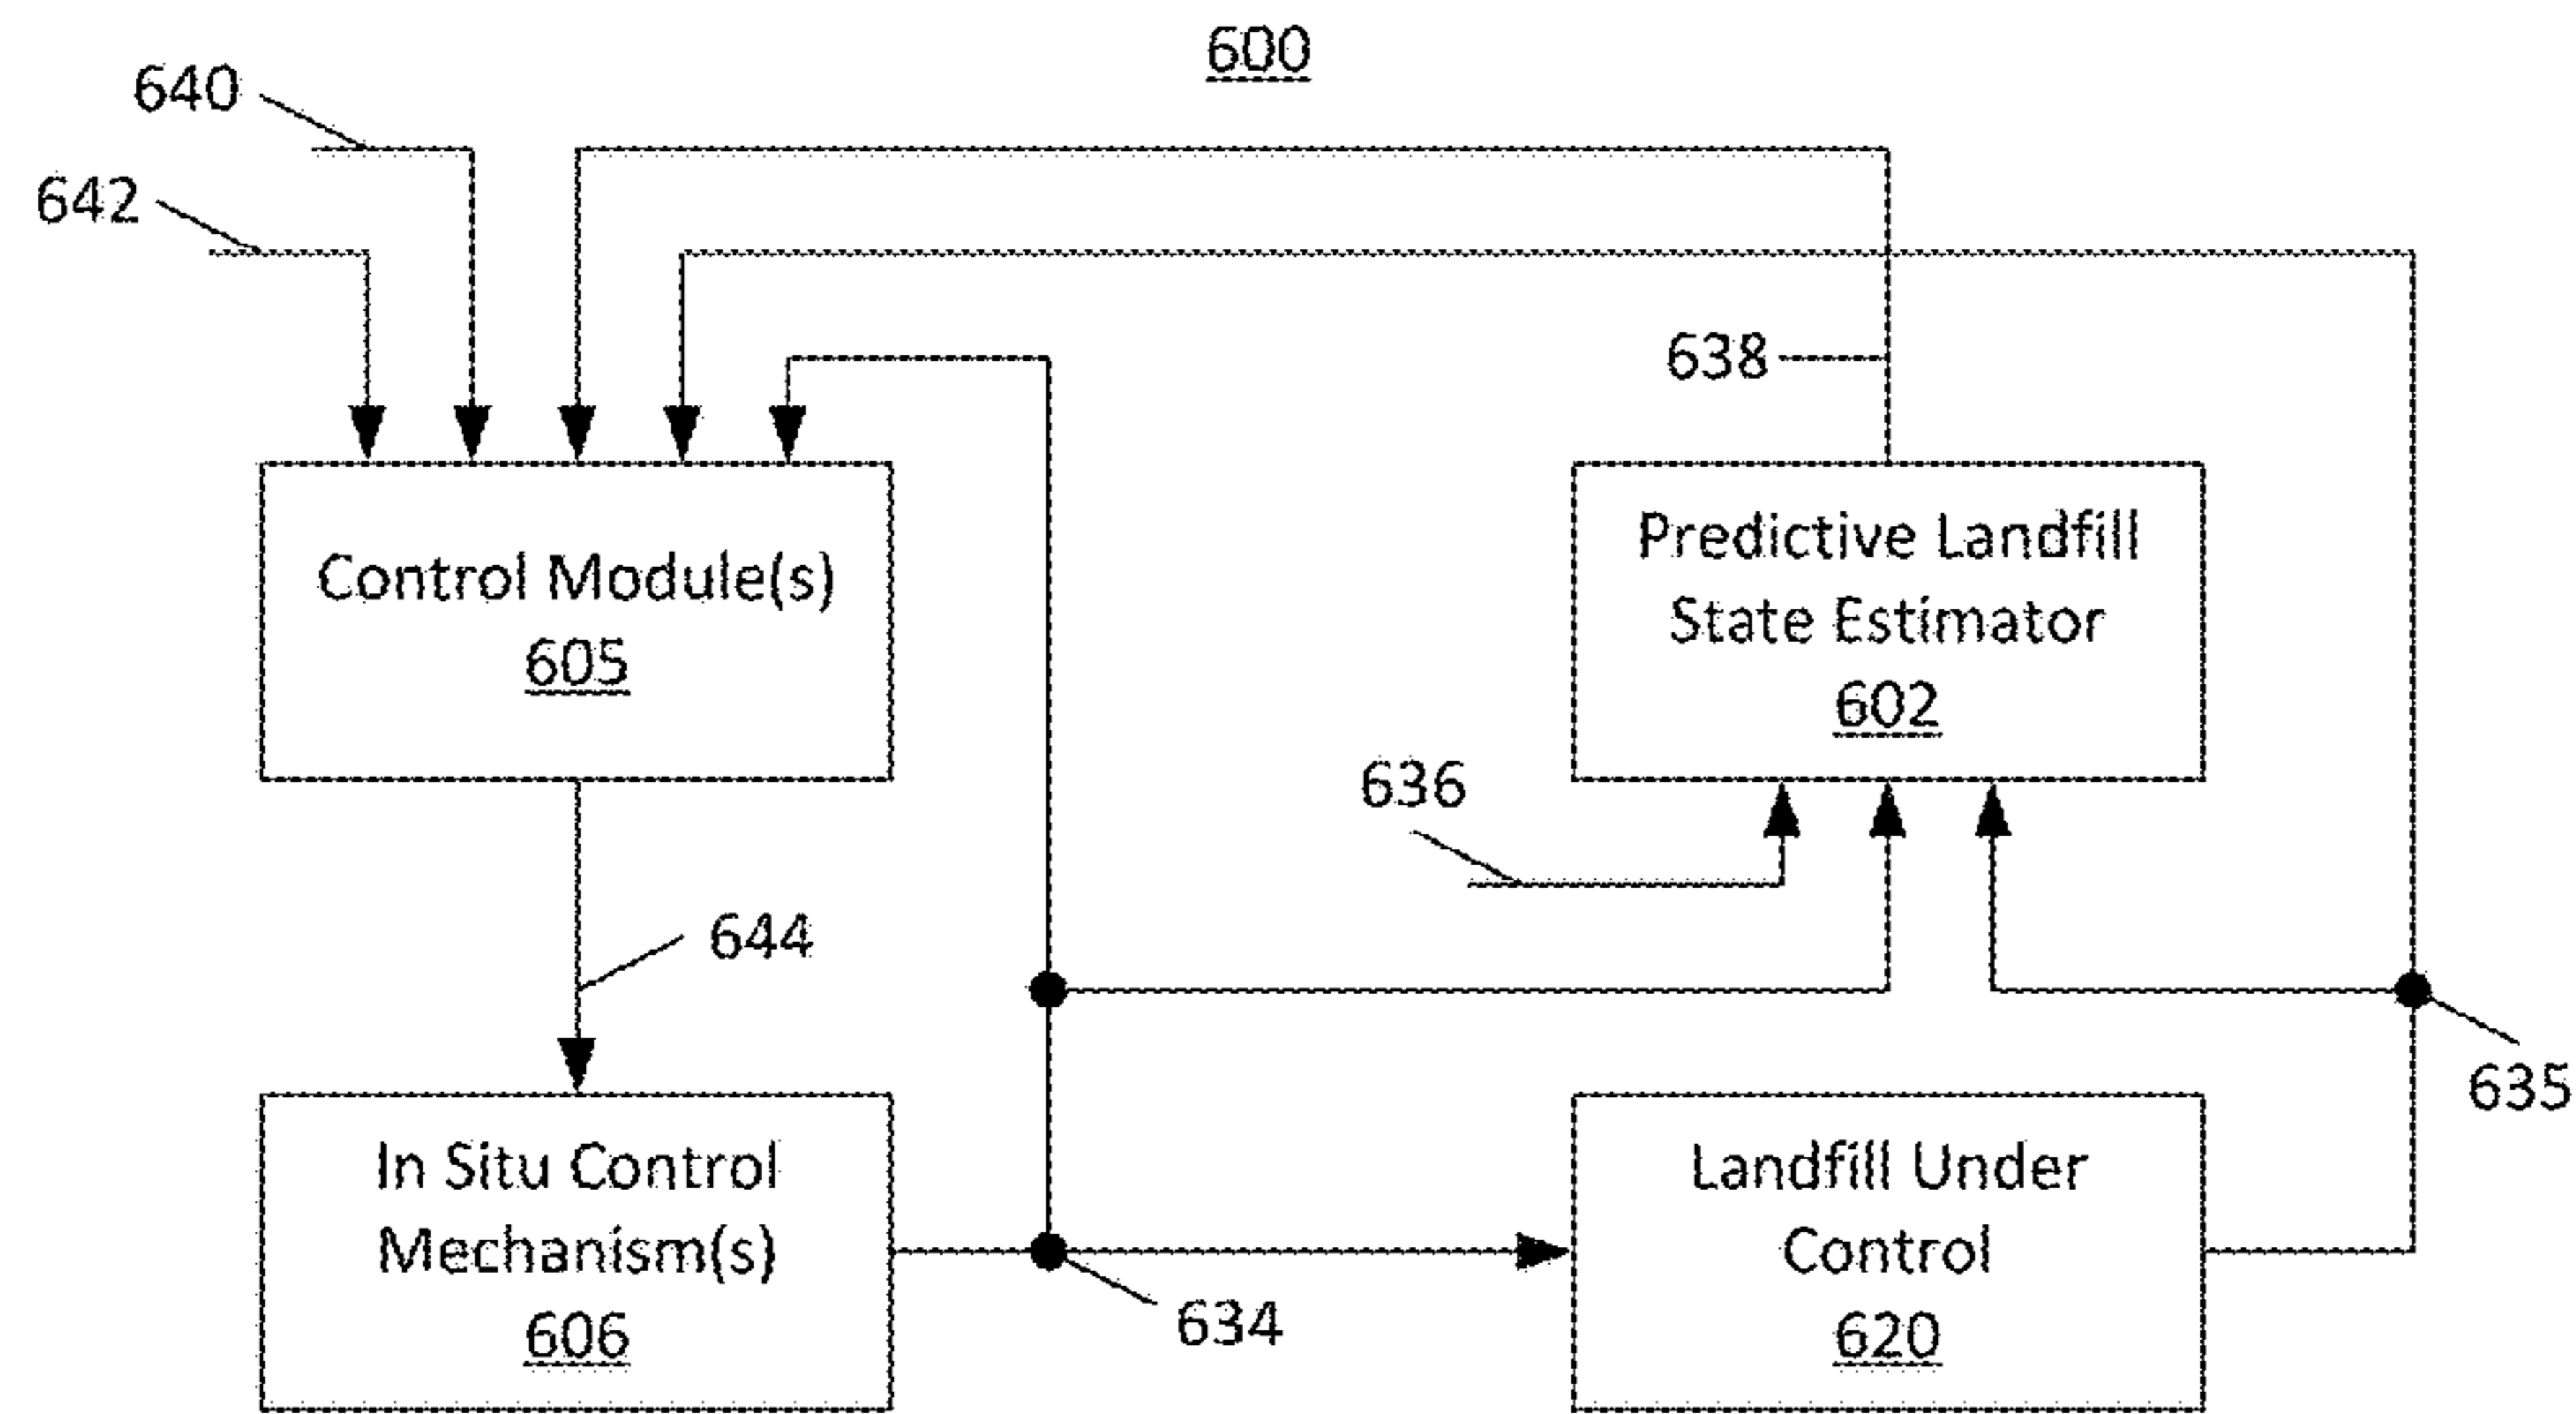 600
640
642
638
Control Module(s)
605
Predictive Landfill
State Estimator
602
636
644
635
In Situ Control
Mechanism(s)
606
634
Landfill Under
Control
620